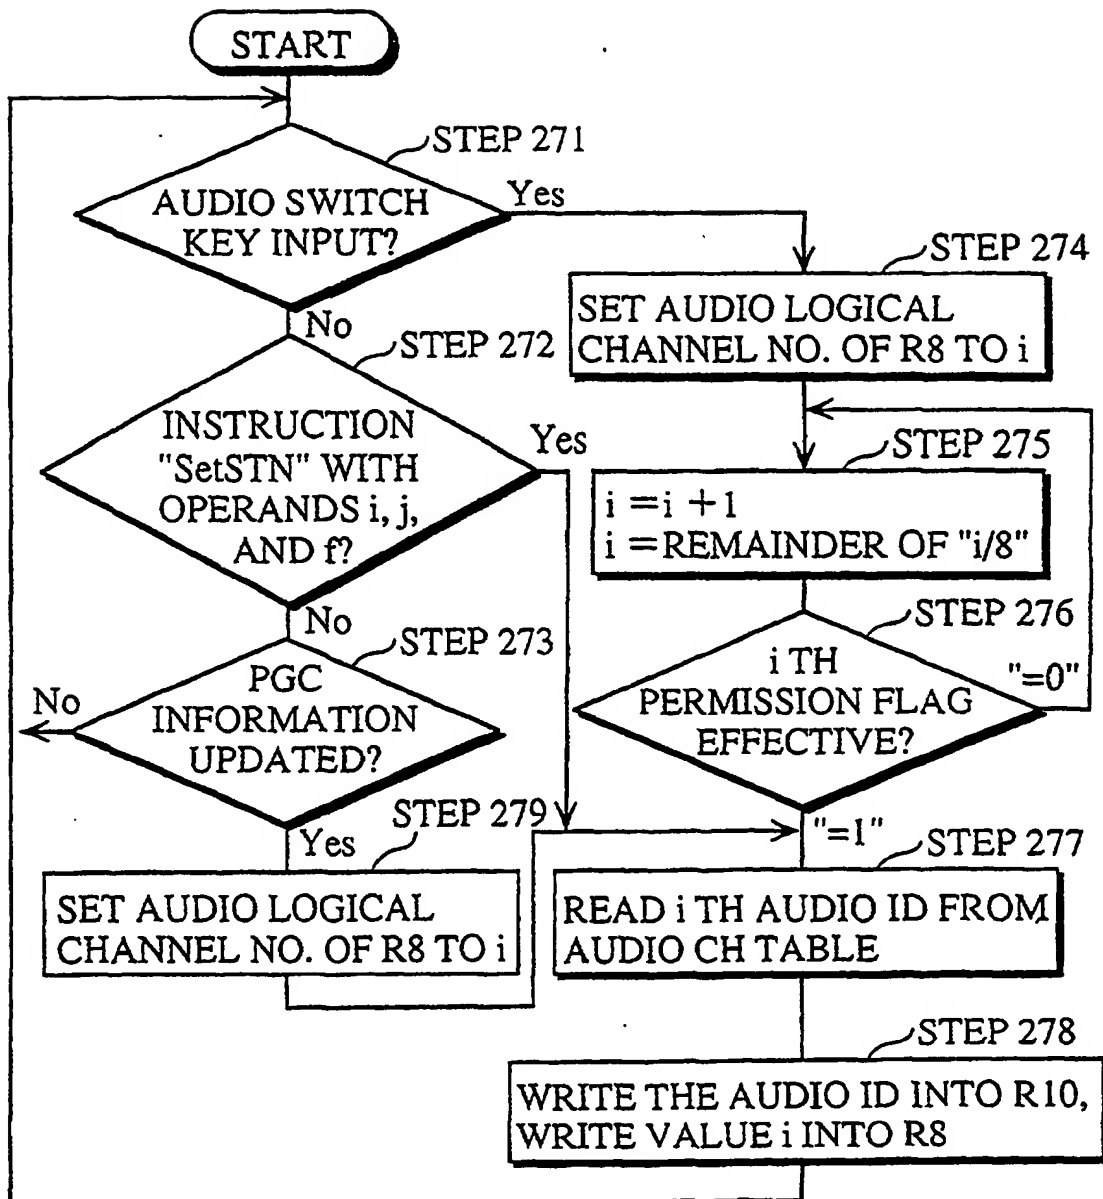 START
STEP 271
AUDIO SWITCH
KEY INPUT?
Yes
No
STEP 274
SET AUDIO LOGICAL
CHANNEL NO. OF R8 TO i
STEP 272
INSTRUCTION
"SetSTN" WITH
OPERANDS i, j,
AND f?
Yes
No
STEP 275
i =i +1
i =REMAINDER OF "i/8"
STEP 276
i TH
PERMISSION FLAG
EFFECTIVE?
"=0"
"=1"
STEP 273
PGC
INFORMATION
UPDATED?
No
Yes
STEP 279
SET AUDIO LOGICAL
CHANNEL NO. OF R8 TO i
STEP 277
READ i TH AUDIO ID FROM
AUDIO CH TABLE
STEP 278
WRITE THE AUDIO ID INTO R10,
WRITE VALUE i INTO R8